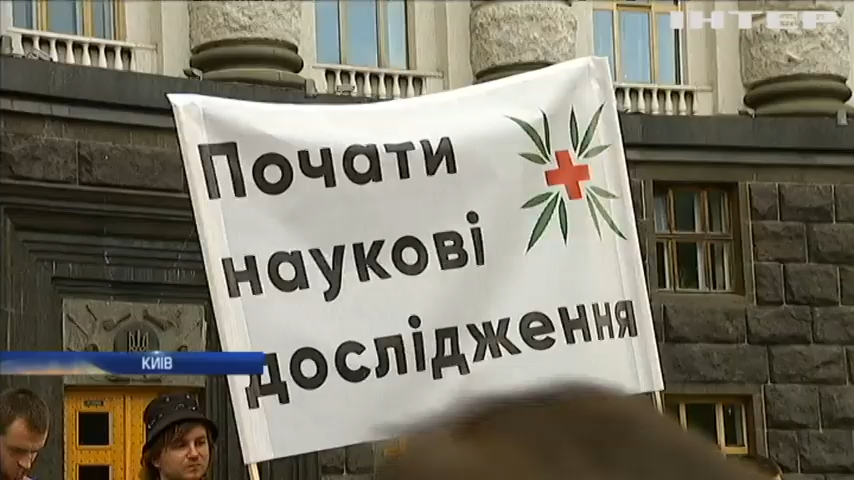 ІНТЕР
Почати
наукові
дослідження
КИЇВ